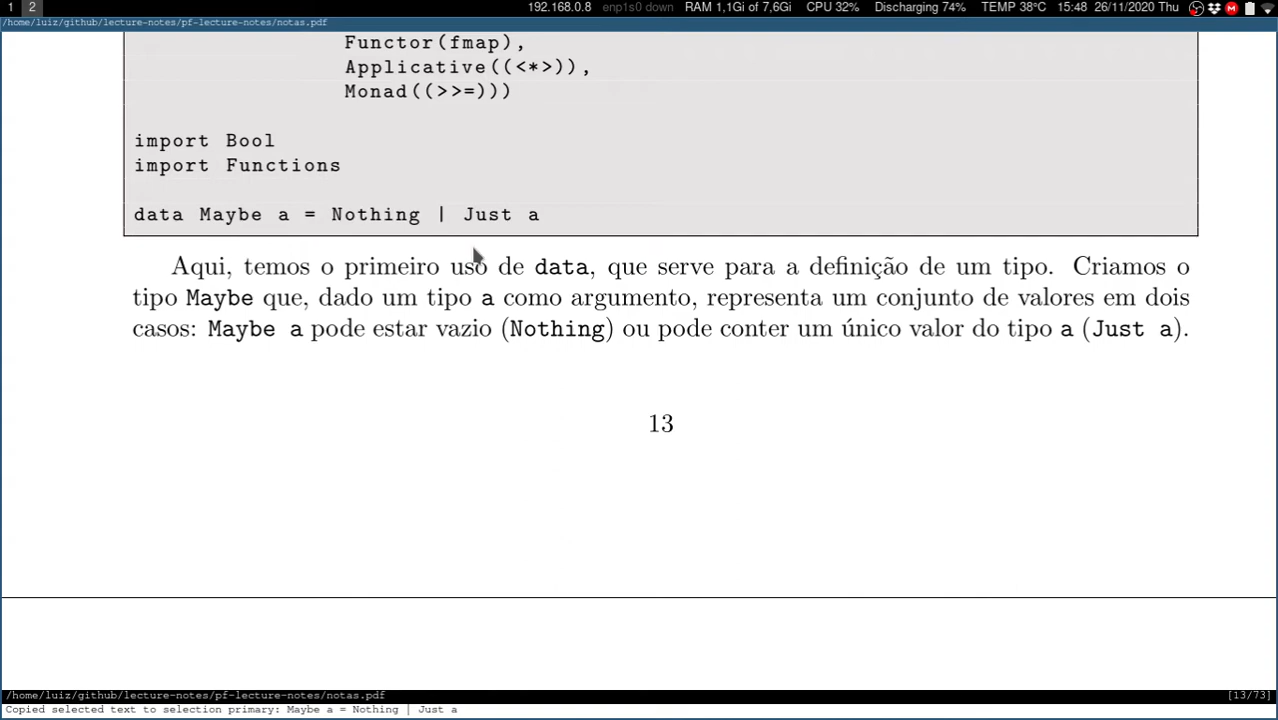 1 2 192.168.0.8 enp1s0 down RAM 1,1Gi of 7,6Gi CPU 32% Discharging 74% TEMP 38°C 15:48 26/11/2020 Thu
/home/luiz/github/lecture-notes/pf-lecture-notes/notas.pdf
Functor(fmap),
Applicative((<*>)),
Monad((>>=)))
import Bool
import Functions
data Maybe a = Nothing | Just a
Aqui, temos o primeiro uso de data, que serve para a definição de um tipo. Criamos o
tipo Maybe que, dado um tipo a como argumento, representa um conjunto de valores em dois
casos: Maybe a pode estar vazio (Nothing) ou pode conter um único valor do tipo a (Just a).
13
/home/luiz/github/lecture-notes/pf-lecture-notes/notas.pdf [13/73]
Copied selected text to selection primary: Maybe a = Nothing | Just a